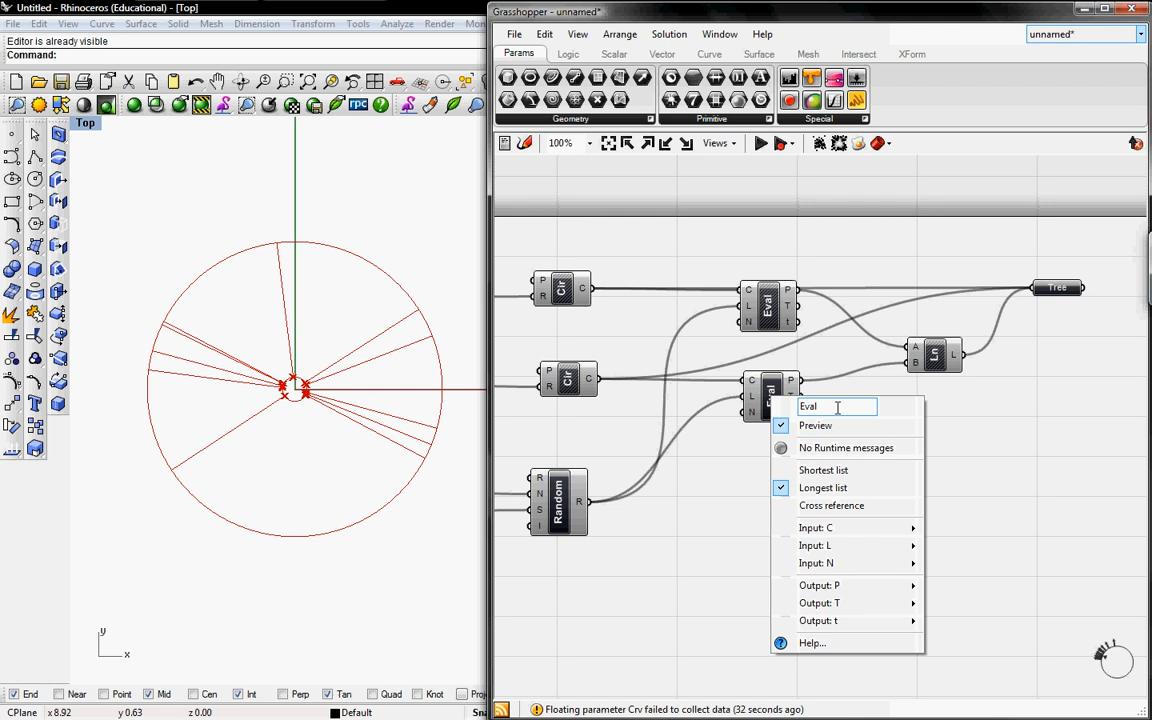 Untitled - Rhinoceros (Educational) - [Top]
File Edit View Curve Surface Solid Mesh Dimension Transform Tools Analyze Render
Editor is already visible
Command:
rpc
Top
y
x
End Near Point Mid Cen Int Perp Tan Quad Knot
CPlane x 8.92 y 0.63 z 0.00 Default
Grasshopper - unnamed*
File Edit View Arrange Solution Window Help
unnamed*
Params Logic Scalar Vector Curve Surface Mesh Intersect XForm
Geometry Primitive Special
100% Views
P R Cir C
C L N Eval P T t
Tree
A B Ln L
P R Cir C
C L N Eval P T
R N S I Random R
Eval
Preview
No Runtime messages
Shortest list
Longest list
Cross reference
Input: C
Input: L
Input: N
Output: P
Output: T
Output: t
Help...
Floating parameter Crv failed to collect data (32 seconds ago)